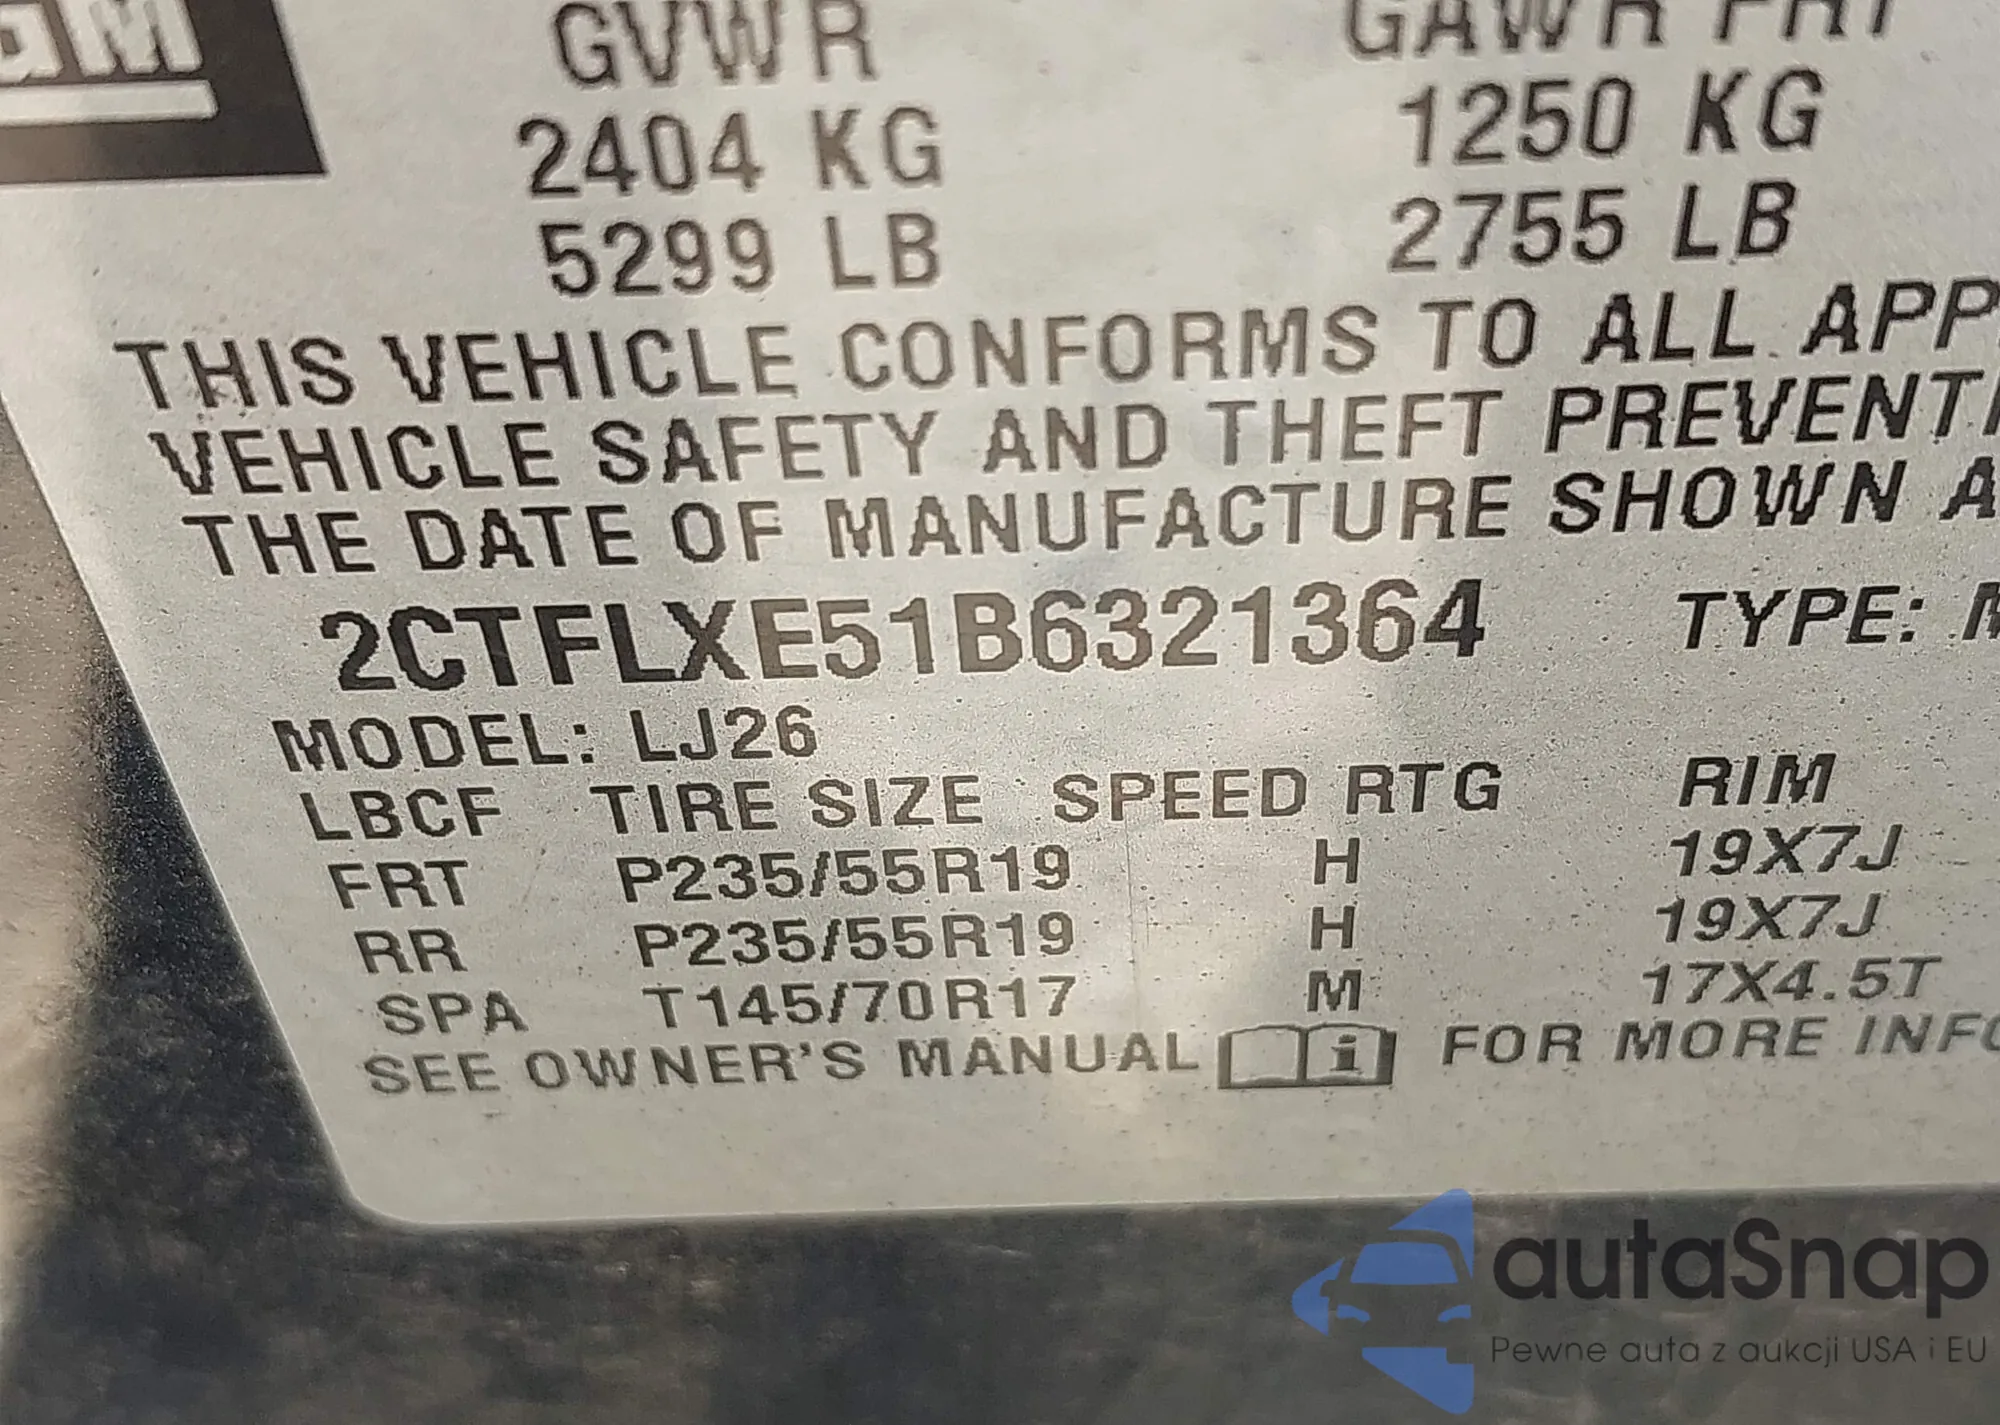 GM
GVWR GAWR FRT
2404 KG 1250 KG
5299 LB 2755 LB
THIS VEHICLE CONFORMS TO ALL APP
VEHICLE SAFETY AND THEFT PREVENTI
THE DATE OF MANUFACTURE SHOWN A
2CTFLXE51B6321364 TYPE: M
MODEL: LJ26
LBCF TIRE SIZE SPEED RTG RIM
FRT P235/55R19 H 19X7J
RR P235/55R19 H 19X7J
SPA T145/70R17 M 17X4.5T
SEE OWNER'S MANUAL i FOR MORE INFO
autaSnap
Pewne auta z aukcji USA i EU